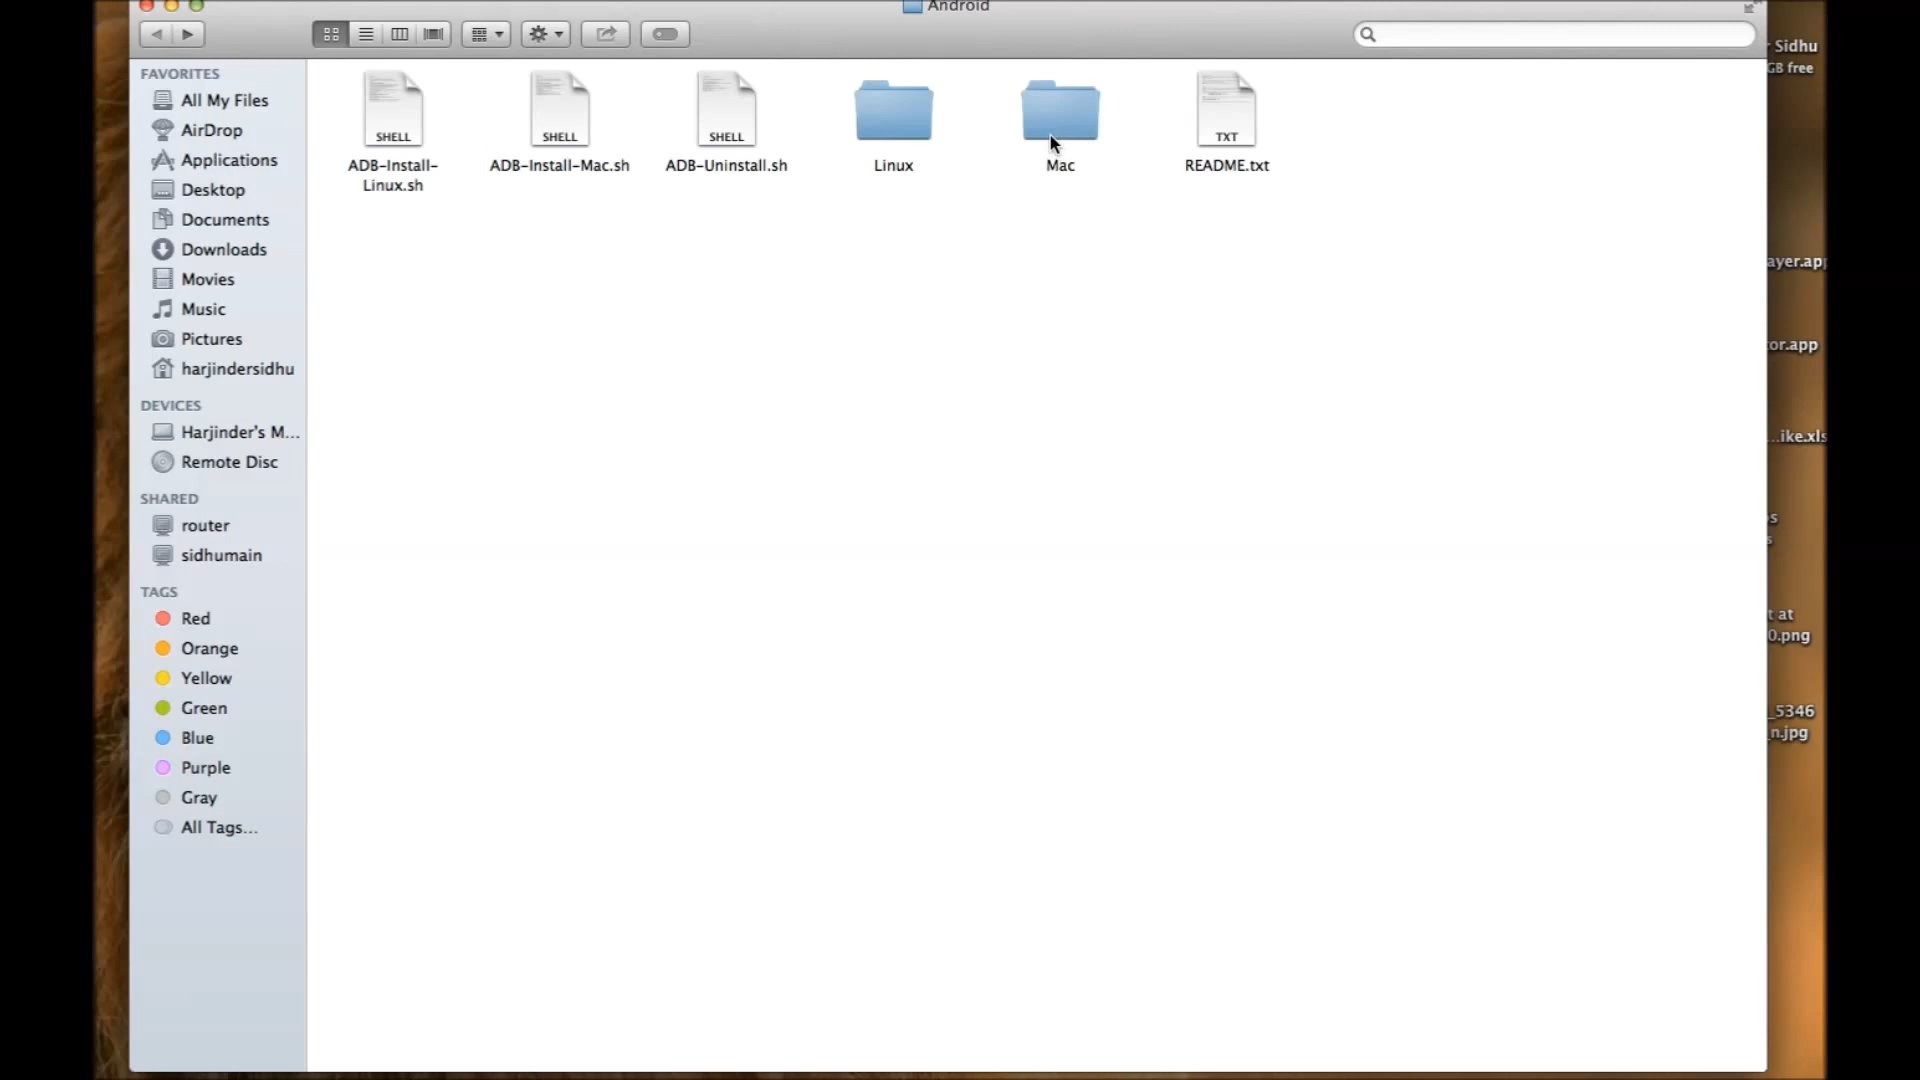 Android
FAVORITES
All My Files
AirDrop
Applications
Desktop
Documents
Downloads
Movies
Music
Pictures
harjindersidhu
DEVICES
Harjinder's M...
Remote Disc
SHARED
router
sidhumain
TAGS
Red
Orange
Yellow
Green
Blue
Purple
Gray
All Tags...
SHELL
ADB-Install-
Linux.sh
SHELL
ADB-Install-Mac.sh
SHELL
ADB-Uninstall.sh
Linux
Mac
TXT
README.txt
r Sidhu
GB free
ayer.app
tor.app
...ike.xls
s
s
t at
0.png
_5346
_n.jpg